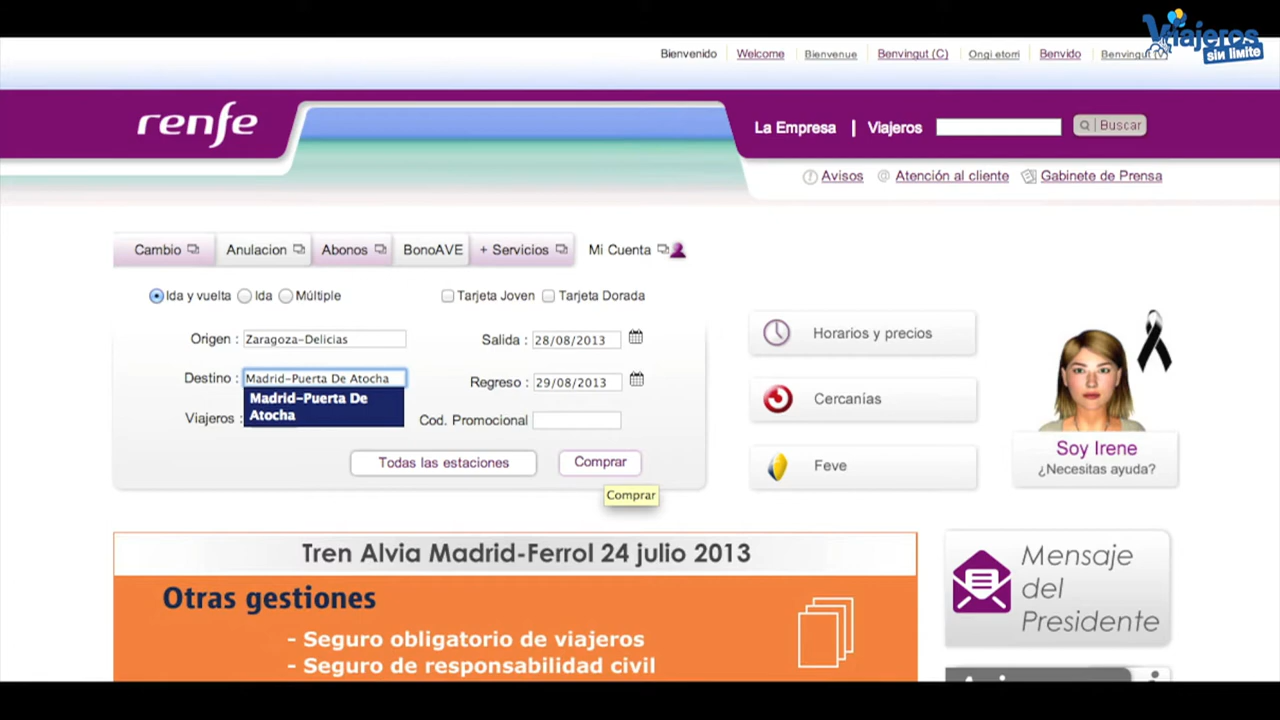 Viajeros
sin limite
Bienvenido Welcome Bienvenue Benvingut (C) Ongi etorri Benvido Benvingut (V)
renfe
La Empresa | Viajeros Buscar
Avisos Atención al cliente Gabinete de Prensa
Cambio Anulacion Abonos BonoAVE + Servicios Mi Cuenta
Ida y vuelta Ida Múltiple Tarjeta Joven Tarjeta Dorada
Origen : Zaragoza-Delicias Salida : 28/08/2013
Destino : Madrid-Puerta De Atocha Regreso : 29/08/2013
Madrid-Puerta De
Atocha
Viajeros : Cod. Promocional
Todas las estaciones Comprar
Comprar
Horarios y precios
Cercanías
Feve
Soy Irene
¿Necesitas ayuda?
Tren Alvia Madrid-Ferrol 24 julio 2013
Otras gestiones
- Seguro obligatorio de viajeros
- Seguro de responsabilidad civil
Mensaje
del
Presidente